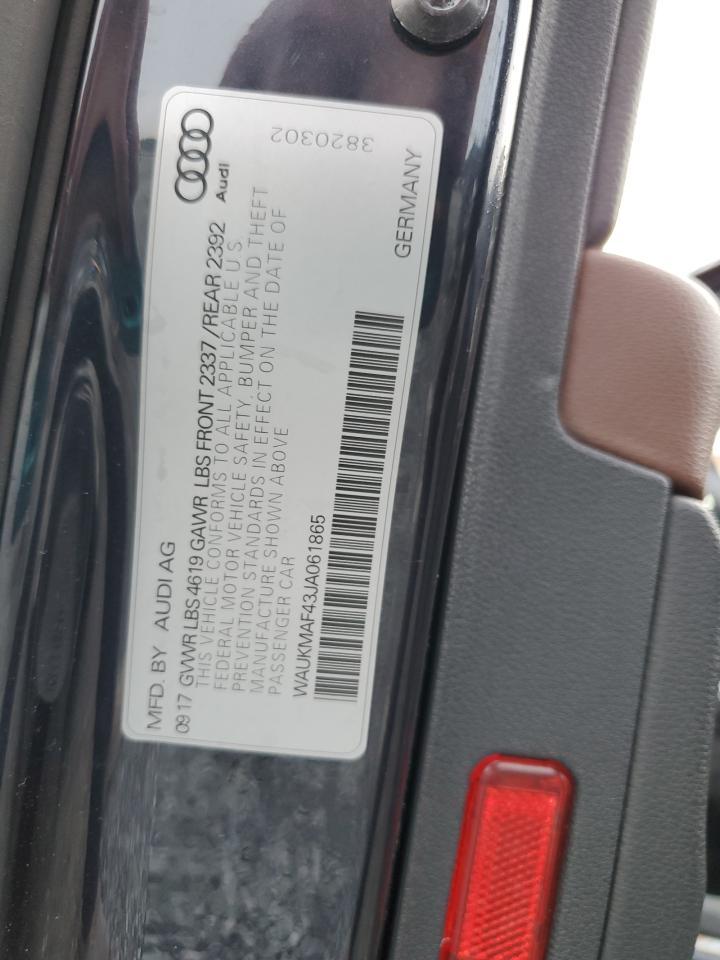 MFD. BY AUDI AG
Audi
09 17 GVWR LBS 4619 GAWR LBS FRONT 2337 / REAR 2392
THIS VEHICLE CONFORMS TO ALL APPLICABLE U.S.
FEDERAL MOTOR VEHICLE SAFETY, BUMPER AND THEFT
PREVENTION STANDARDS IN EFFECT ON THE DATE OF
MANUFACTURE SHOWN ABOVE
PASSENGER CAR
3820302
WAUKMAF43JA061865
GERMANY